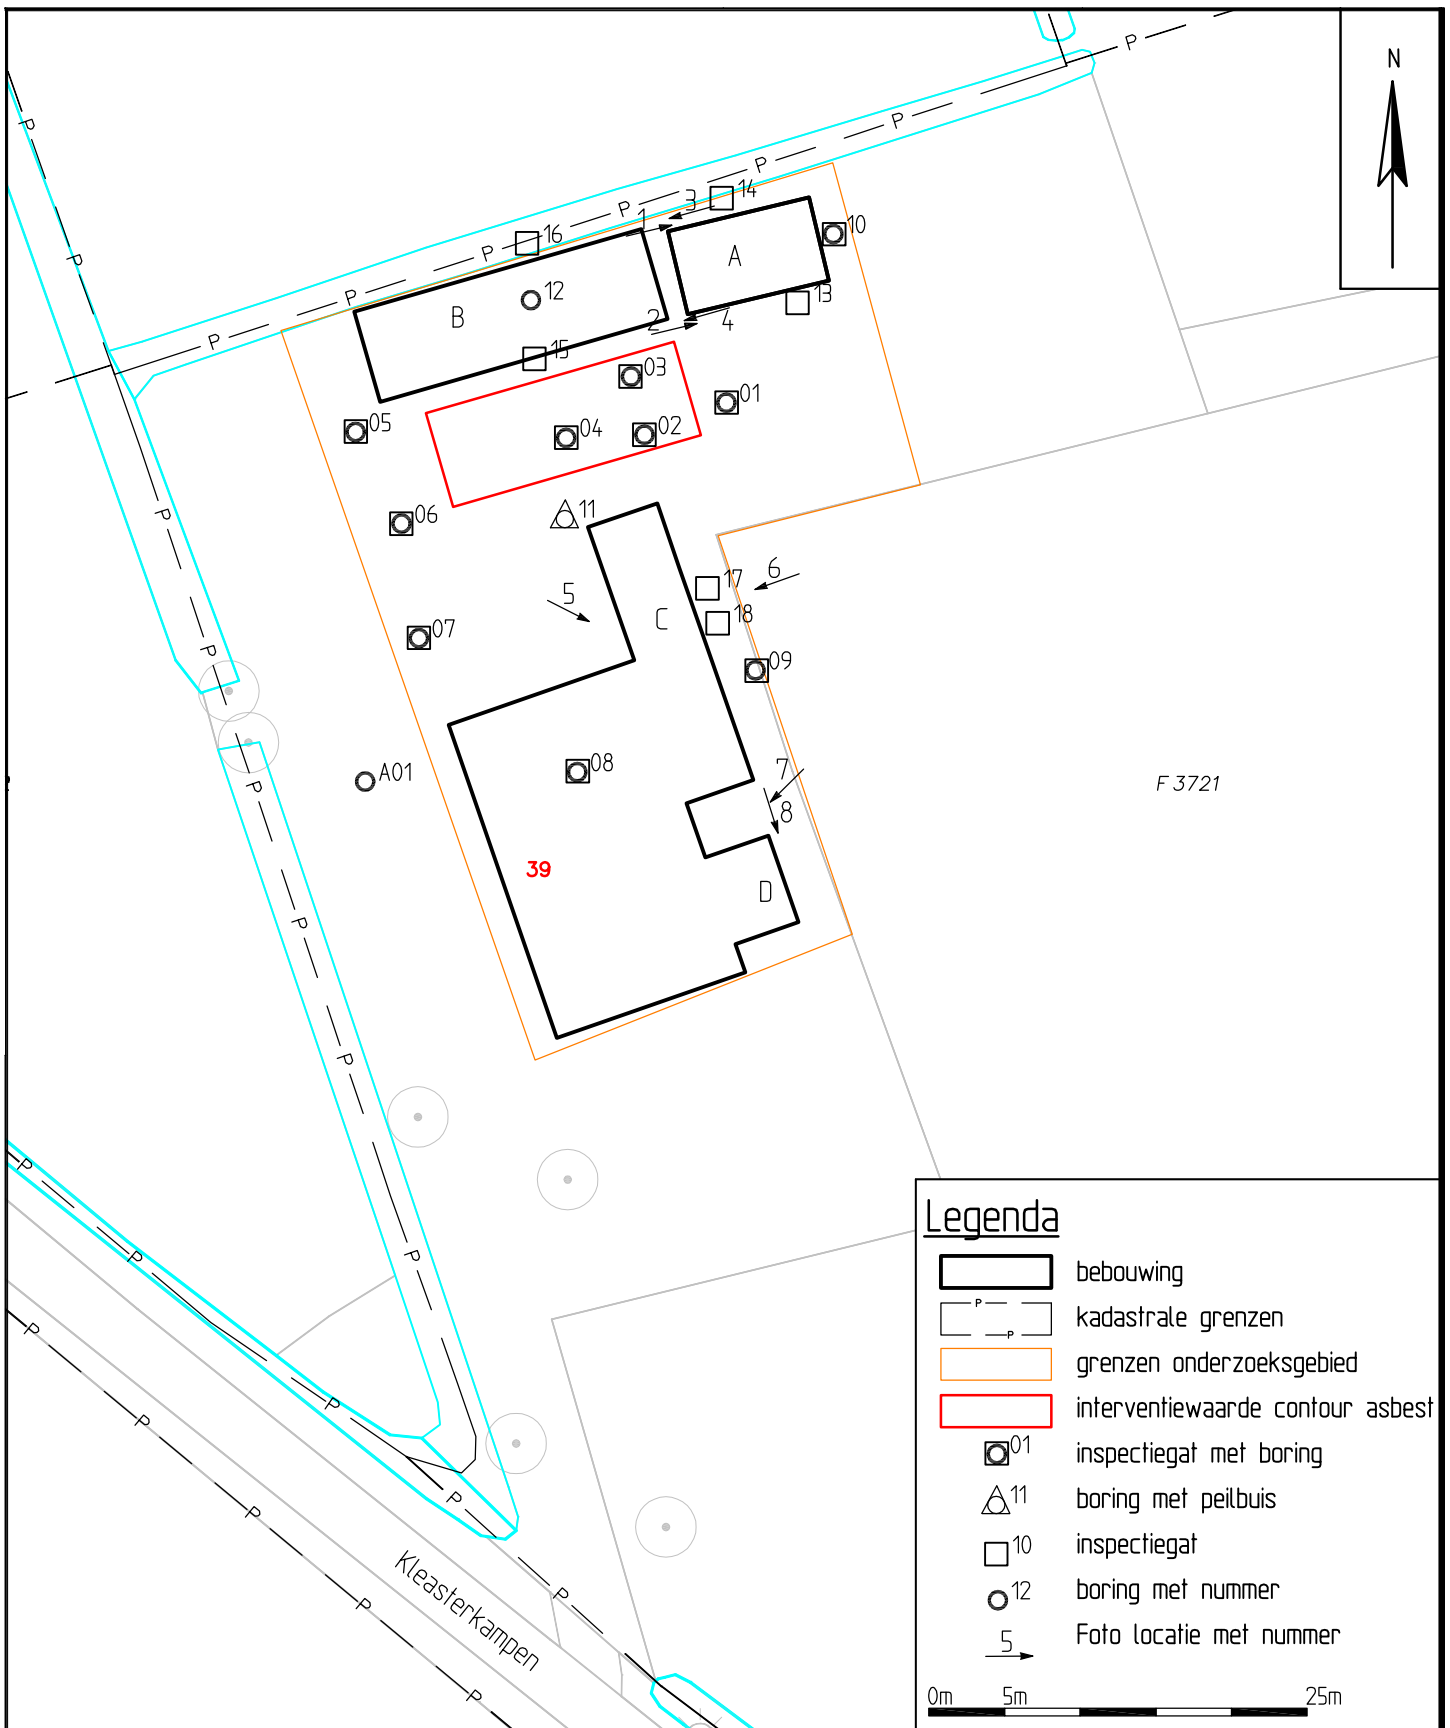 P
N
P
P
P
P
3
14
P
1
16
10
P
P
A
12
13
P
B
2
4
P
15
03
01
05
04
02
06
11
P
17
6
5
18
C
07
P
09
08
7
A01
P
F 3721
8
39
D
P
P
P
P
P
P
P
P
P
P
P
P
P
P
Kleasterkampen
Legenda
bebouwing
P
P
kadastrale grenzen
grenzen onderzoeksgebied
interventiewaarde contour asbest
01 inspectiegat met boring
11 boring met peilbuis
10 inspectiegat
12 boring met nummer
5 Foto locatie met nummer
0m 5m 25m